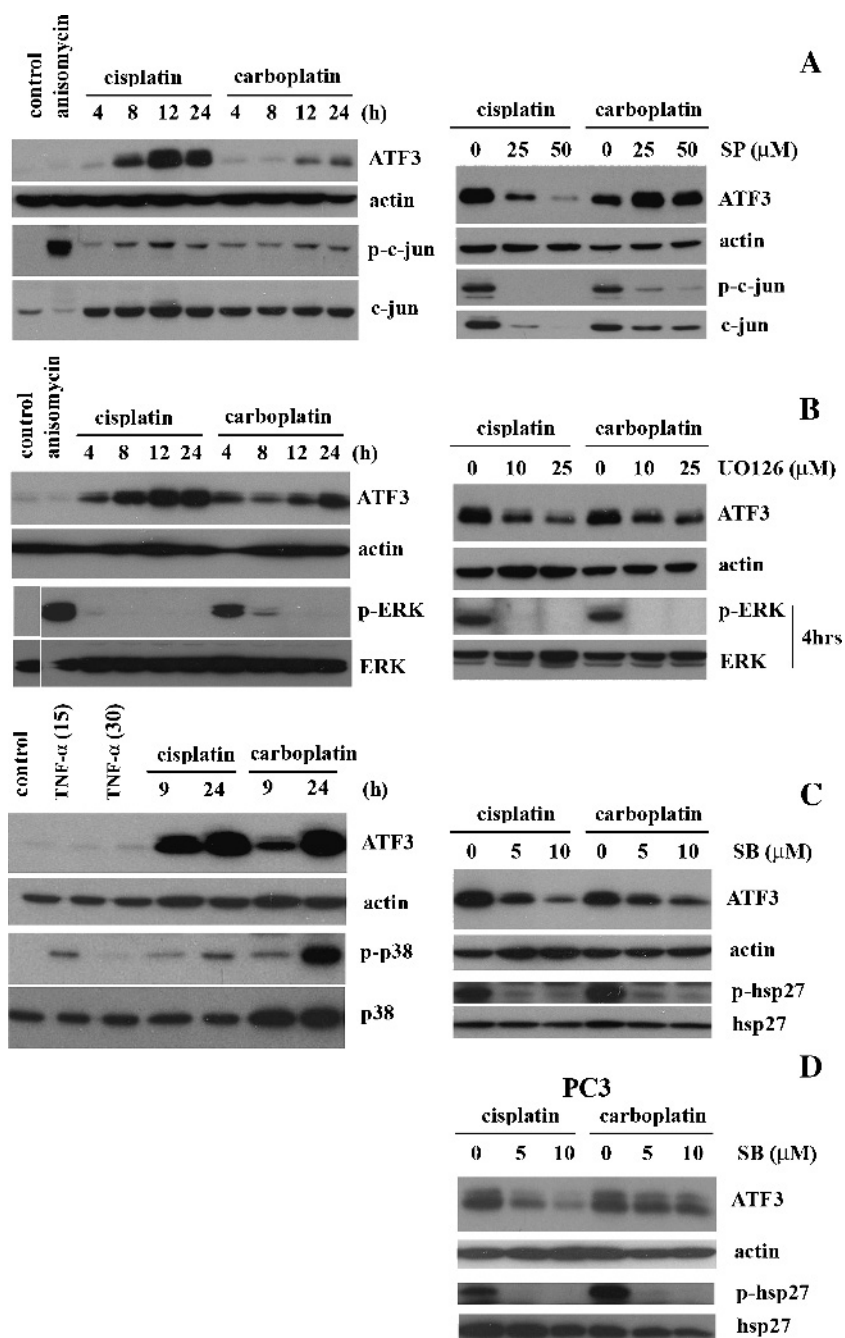 A
control
anisomycin
cisplatin carboplatin
4 8 12 24 4 8 12 24 (h)
ATF3
actin
p-c-jun
c-jun
cisplatin carboplatin
0 25 50 0 25 50 SP (μM)
ATF3
actin
p-c-jun
c-jun
B
control
anisomycin
cisplatin carboplatin
4 8 12 24 4 8 12 24 (h)
ATF3
actin
p-ERK
ERK
cisplatin carboplatin
0 10 25 0 10 25 UO126 (μM)
ATF3
actin
p-ERK
ERK
4hrs
C
control
TNF-α (15)
TNF-α (30)
cisplatin carboplatin
9 24 9 24 (h)
ATF3
actin
p-p38
p38
cisplatin carboplatin
0 5 10 0 5 10 SB (μM)
ATF3
actin
p-hsp27
hsp27
D
PC3
cisplatin carboplatin
0 5 10 0 5 10 SB (μM)
ATF3
actin
p-hsp27
hsp27